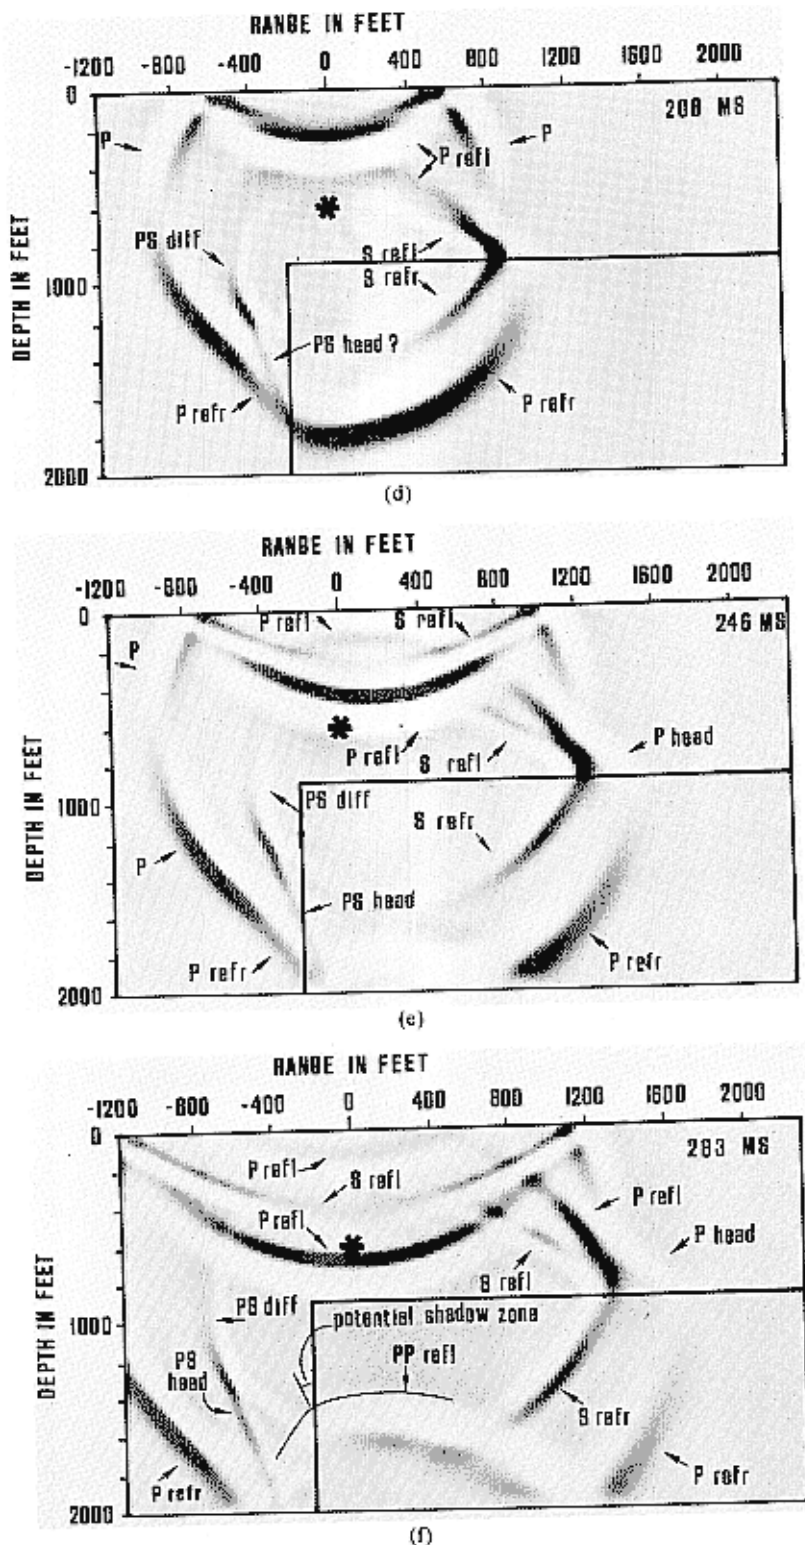 RANGE IN FEET
-1200 -800 -400 0 400 800 1200 1600 2000
DEPTH IN FEET
0
1000
2000
208 MS
P
P
P refl
PS diff
S refl
S refr
PS head ?
P refr
P refr
(d)
RANGE IN FEET
-1200 -800 -400 0 400 800 1200 1600 2000
DEPTH IN FEET
0
1000
2000
246 MS
P refl
S refl
P
P refl
S refl
P head
PS diff
S refr
P
PS head
P refr
P refr
(e)
RANGE IN FEET
-1200 -800 -400 0 400 800 1200 1600 2000
DEPTH IN FEET
0
1000
2000
283 MS
P refl
S refl
P refl
P refl
P head
S refl
PS diff
potential shadow zone
PP refl
PS
head
S refr
P refr
P refr
(f)